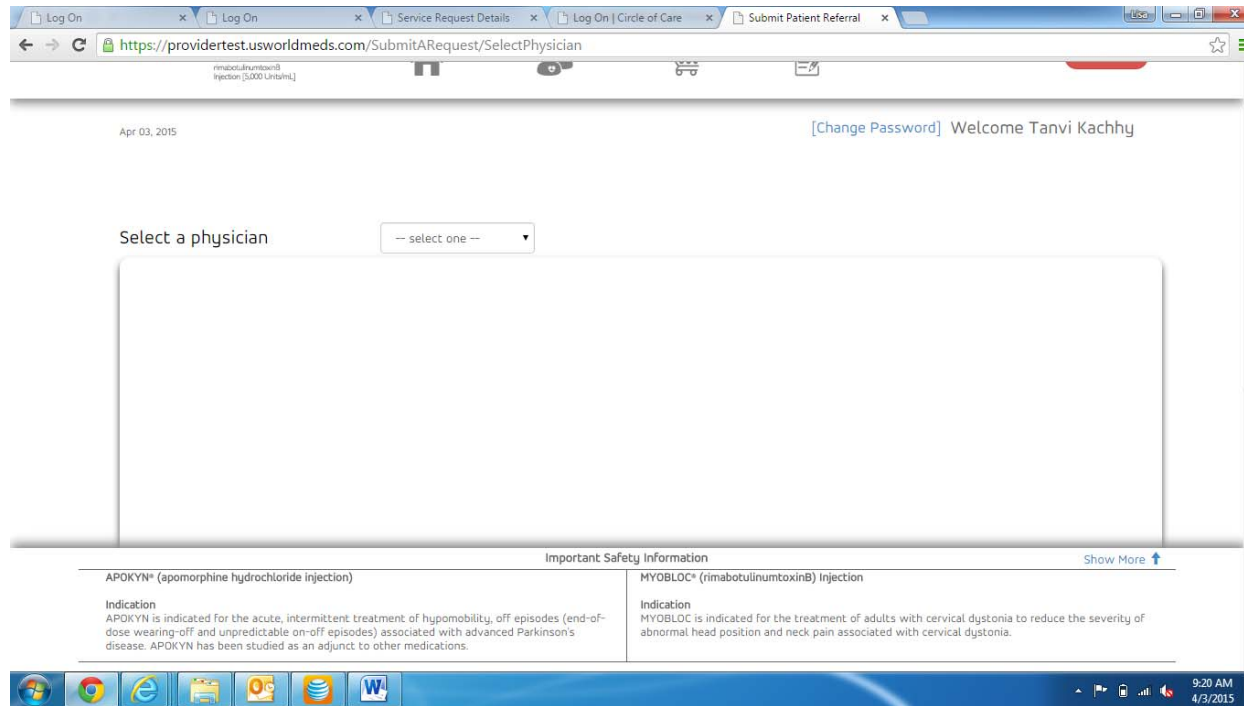 Log On
Log On
Service Request Details
Log On | Circle of Care
Submit Patient Referral
Lisa
https://providertest.usworldmeds.com/SubmitARequest/SelectPhysician
rimabotulinumtoxinB
Injection [5,000 Units/mL]
Apr 03, 2015
[Change Password] Welcome Tanvi Kachhy
Select a physician
-- select one --
Important Safety Information
Show More
APOKYN® (apomorphine hydrochloride injection)
Indication
APOKYN is indicated for the acute, intermittent treatment of hypomobility, off episodes (end-of-
dose wearing-off and unpredictable on-off episodes) associated with advanced Parkinson's
disease. APOKYN has been studied as an adjunct to other medications.
MYOBLOC® (rimabotulinumtoxinB) Injection
Indication
MYOBLOC is indicated for the treatment of adults with cervical dystonia to reduce the severity of
abnormal head position and neck pain associated with cervical dystonia.
9:20 AM
4/3/2015